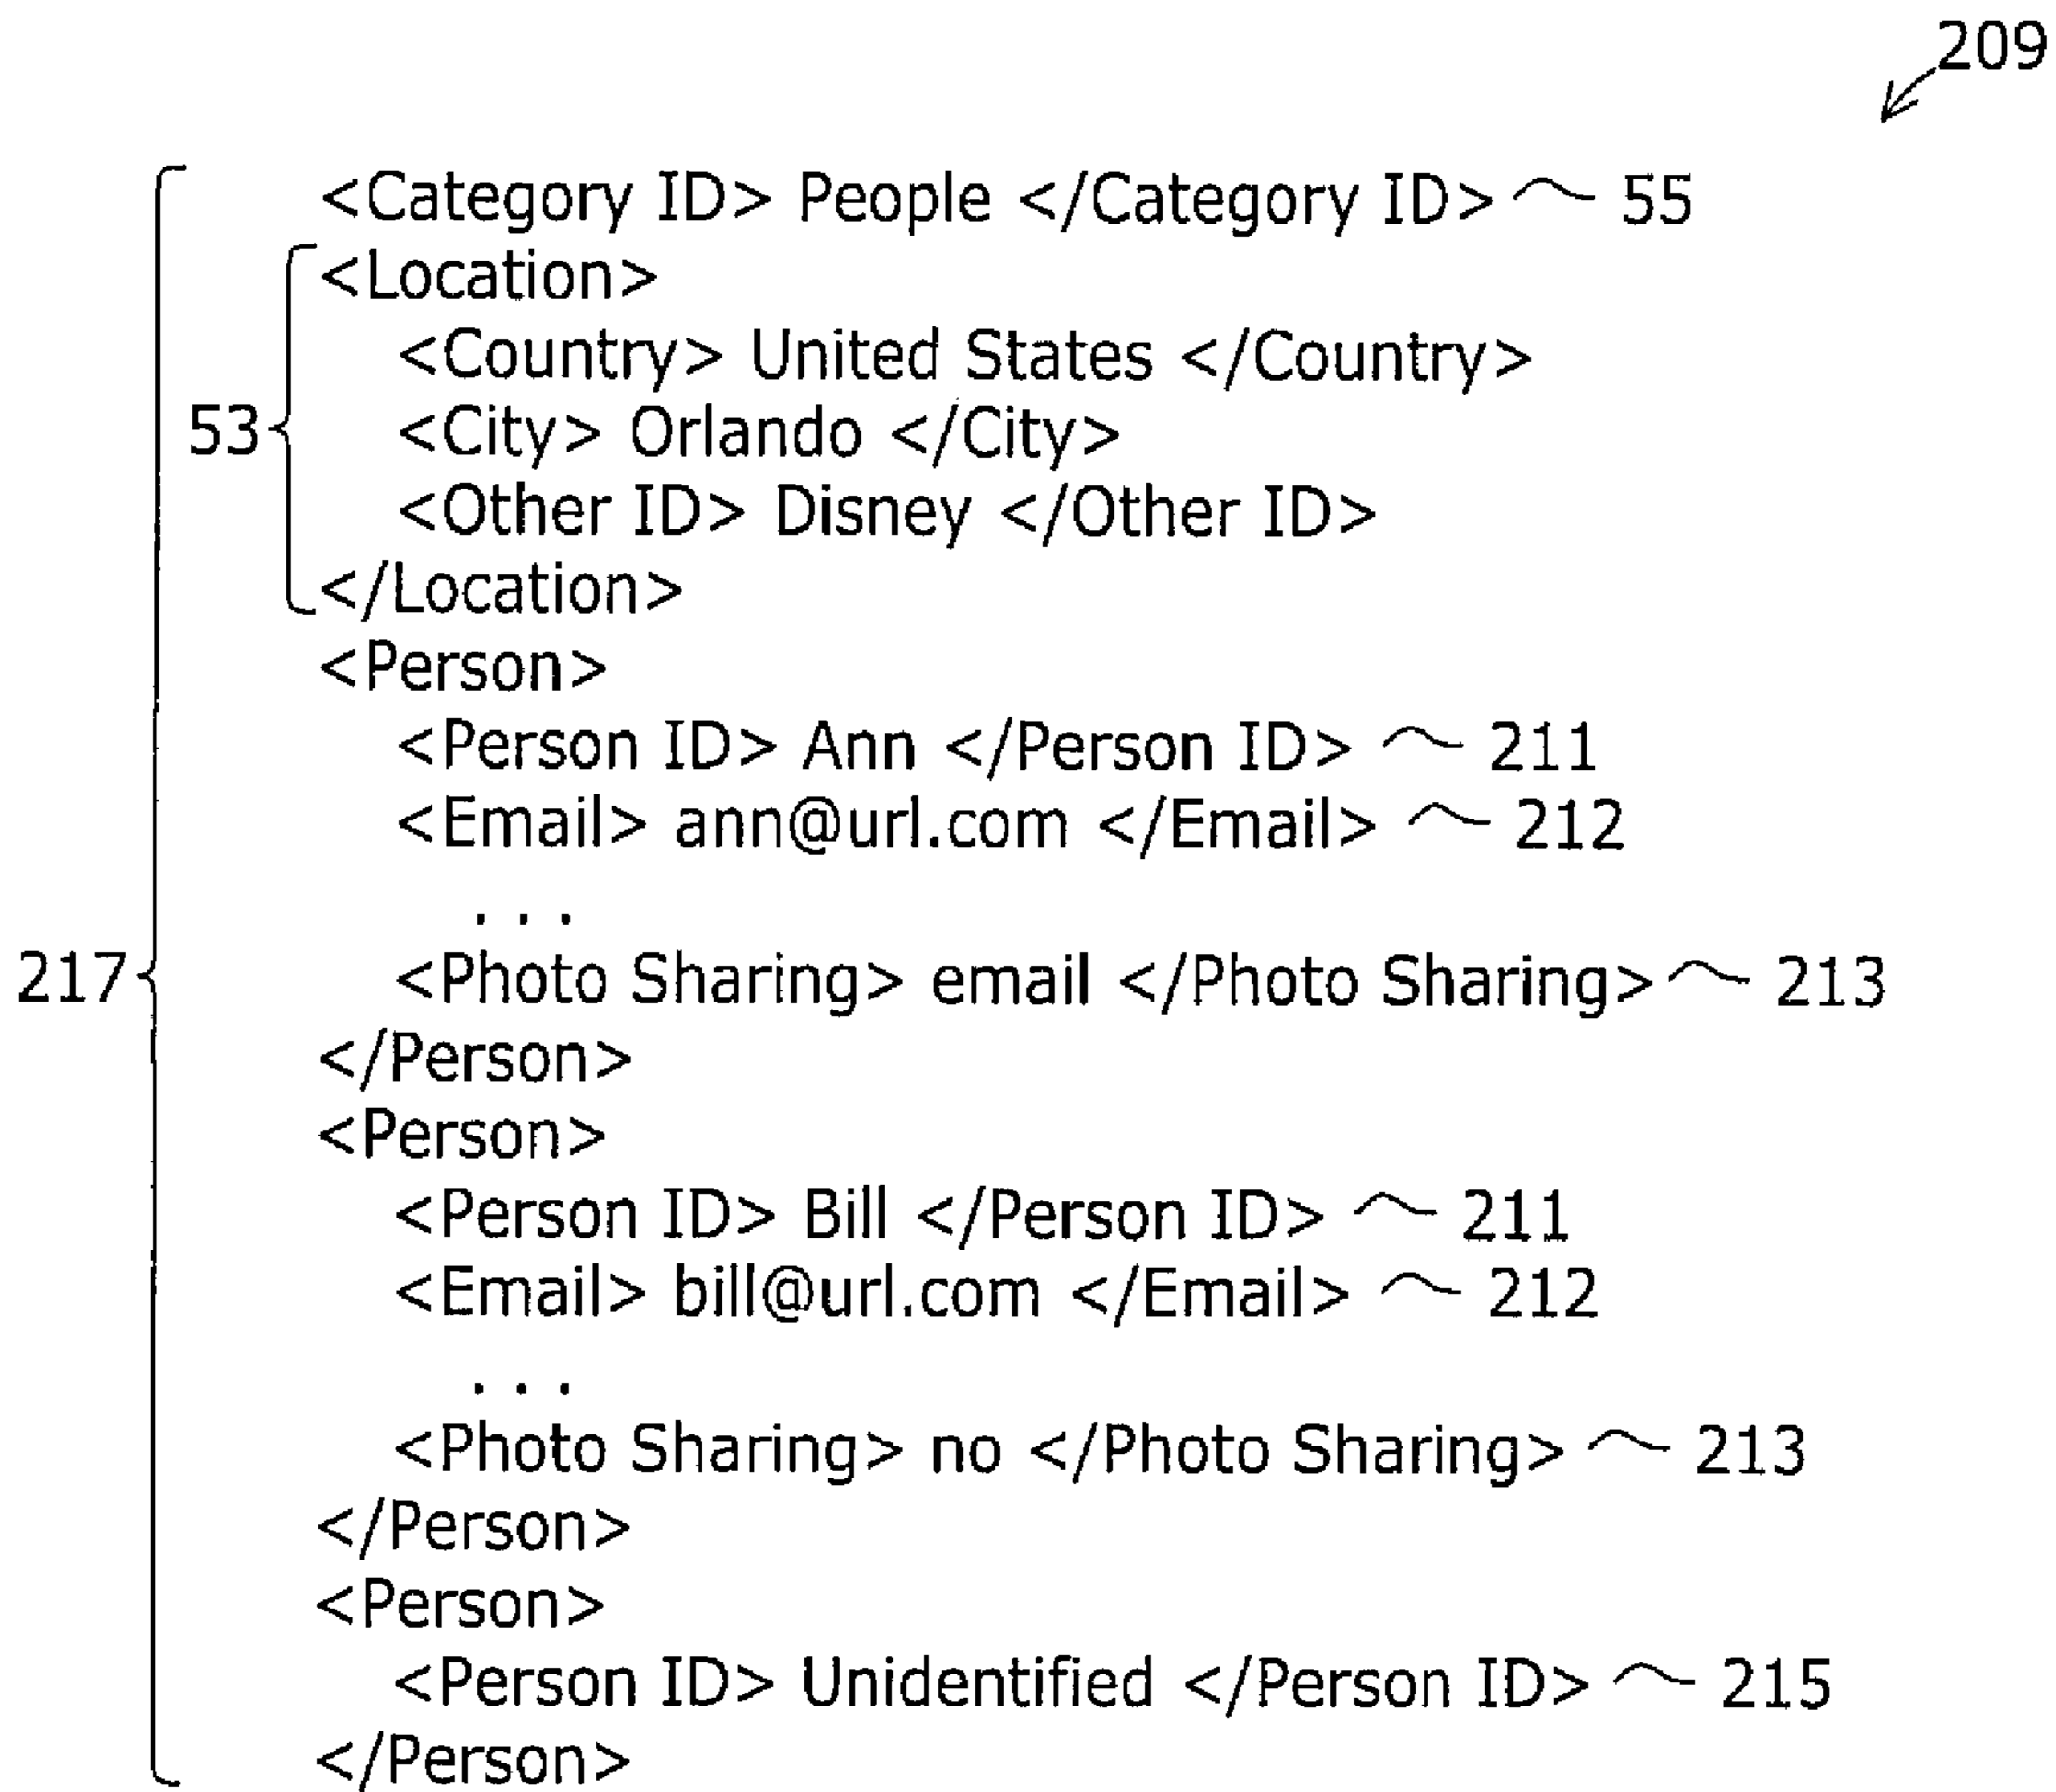 209
<Category ID> People </Category ID> 55
<Location>
<Country> United States </Country>
53 <City> Orlando </City>
<Other ID> Disney </Other ID>
</Location>
<Person>
<Person ID> Ann </Person ID> 211
<Email> ann@url.com </Email> 212
. . .
217 <Photo Sharing> email </Photo Sharing> 213
</Person>
<Person>
<Person ID> Bill </Person ID> 211
<Email> bill@url.com </Email> 212
. . .
<Photo Sharing> no </Photo Sharing> 213
</Person>
<Person>
<Person ID> Unidentified </Person ID> 215
</Person>